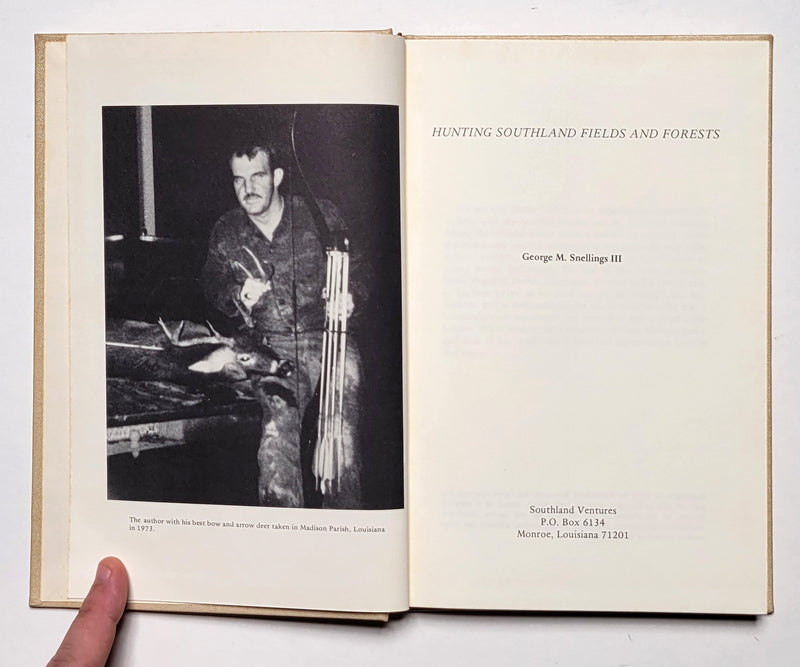 The author with his best bow and arrow deer taken in Madison Parish, Louisiana
in 1973.
HUNTING SOUTHLAND FIELDS AND FORESTS
George M. Snellings III
Southland Ventures
P.O. Box 6134
Monroe, Louisiana 71201